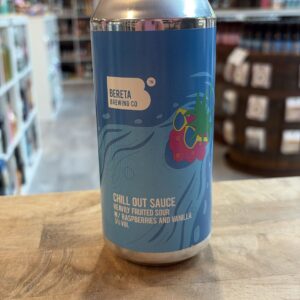 BERETA
BREWING CO
CHILL OUT SAUCE
HEAVILY FRUITED SOUR
W/ RASPBERRIES AND VANILLA